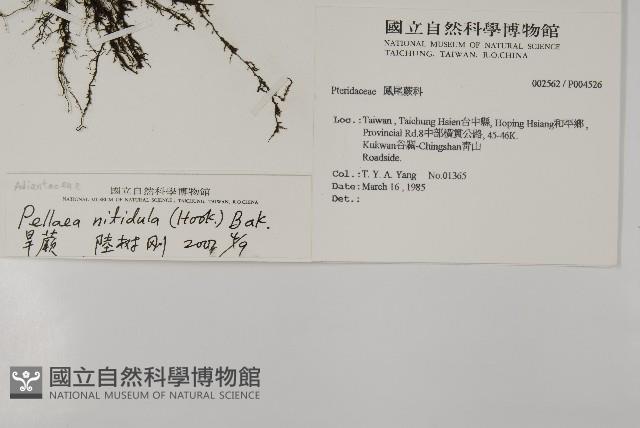 國立自然科學博物館
NATIONAL MUSEUM OF NATURAL SCIENCE
TAICHUNG, TAIWAN, R.O.CHINA
002562 / P004526
Pteridaceae 鳳尾蕨科
Loc.: Taiwan, Taichung Hsien台中縣, Hoping Hsiang和平鄉,
Provincial Rd.8中部橫貫公路, 45-46K.
Kukwan谷關-Chingshan青山
Roadside.
Col.: T. Y. A. Yang No.01365
Date: March 16, 1985
Det.:
Adiantaceae
國立自然科學博物館
NATIONAL MUSEUM OF NATURAL SCIENCE; TAICHUNG, TAIWAN, R.O.CHINA
Pellaea nitidula (Hook.) Bak.
旱蕨 陸树刚 2002 4/9
國立自然科學博物館
NATIONAL MUSEUM OF NATURAL SCIENCE